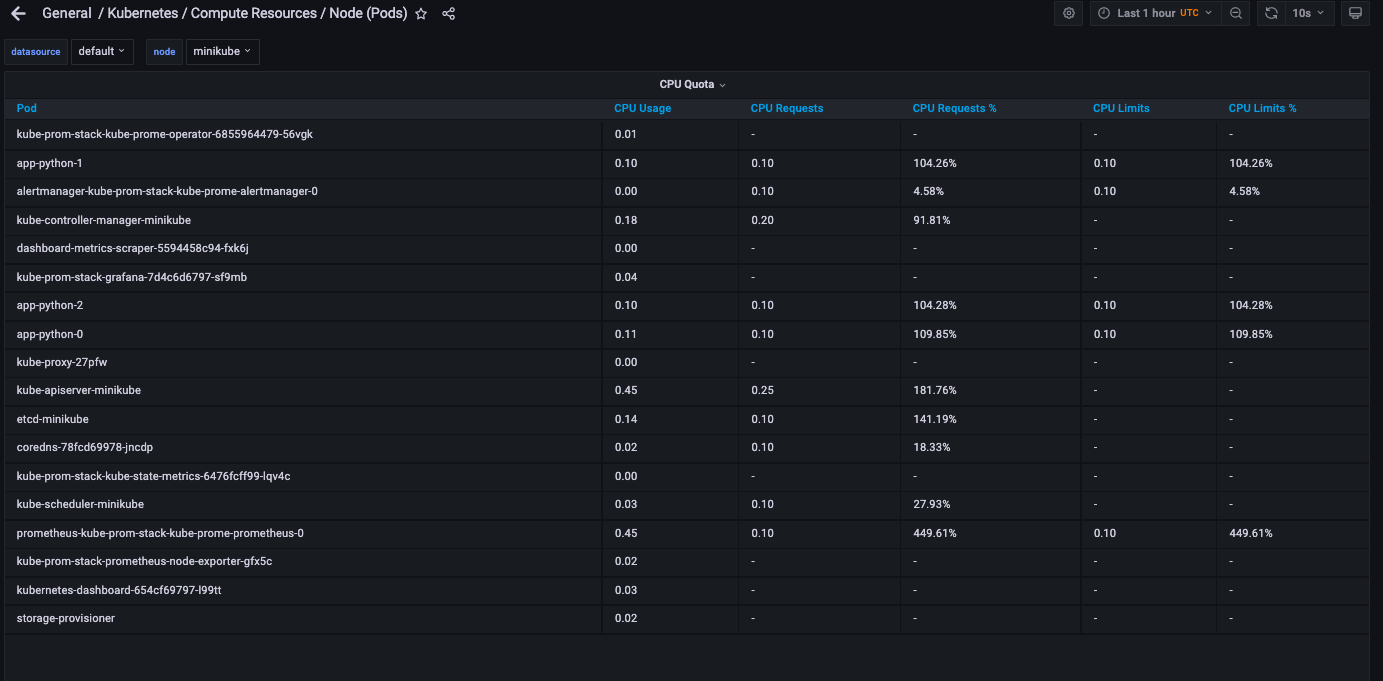 General / Kubernetes / Compute Resources / Node (Pods) Last 1 hour UTC 10s
datasource default node minikube
CPU Quota
Pod CPU Usage CPU Requests CPU Requests % CPU Limits CPU Limits %
kube-prom-stack-kube-prome-operator-6855964479-56vgk 0.01 - - - -
app-python-1 0.10 0.10 104.26% 0.10 104.26%
alertmanager-kube-prom-stack-kube-prome-alertmanager-0 0.00 0.10 4.58% 0.10 4.58%
kube-controller-manager-minikube 0.18 0.20 91.81% - -
dashboard-metrics-scraper-5594458c94-fxk6j 0.00 - - - -
kube-prom-stack-grafana-7d4c6d6797-sf9mb 0.04 - - - -
app-python-2 0.10 0.10 104.28% 0.10 104.28%
app-python-0 0.11 0.10 109.85% 0.10 109.85%
kube-proxy-27pfw 0.00 - - - -
kube-apiserver-minikube 0.45 0.25 181.76% - -
etcd-minikube 0.14 0.10 141.19% - -
coredns-78fcd69978-jncdp 0.02 0.10 18.33% - -
kube-prom-stack-kube-state-metrics-6476fcff99-lqv4c 0.00 - - - -
kube-scheduler-minikube 0.03 0.10 27.93% - -
prometheus-kube-prom-stack-kube-prome-prometheus-0 0.45 0.10 449.61% 0.10 449.61%
kube-prom-stack-prometheus-node-exporter-gfx5c 0.02 - - - -
kubernetes-dashboard-654cf69797-l99tt 0.03 - - - -
storage-provisioner 0.02 - - - -